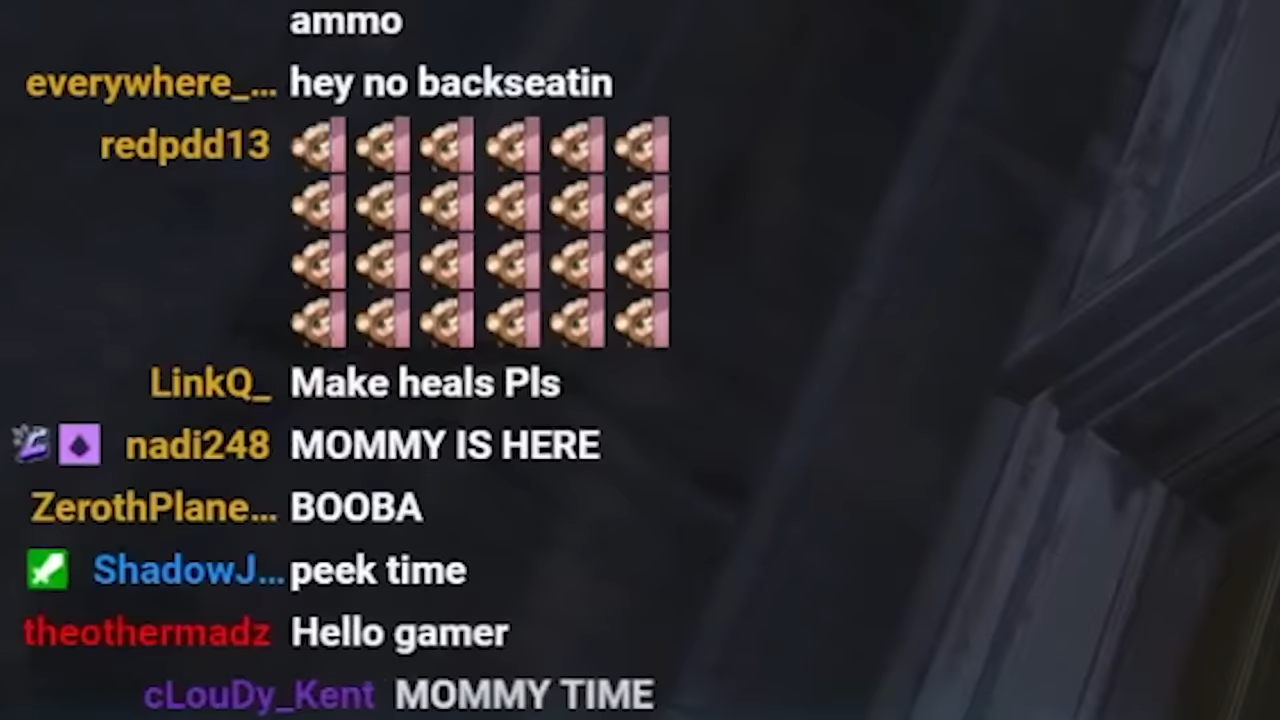 ammo
everywhere_... hey no backseatin
redpdd13
LinkQ_ Make heals Pls
nadi248 MOMMY IS HERE
ZerothPlane... BOOBA
ShadowJ... peek time
theothermadz Hello gamer
cLouDy_Kent MOMMY TIME